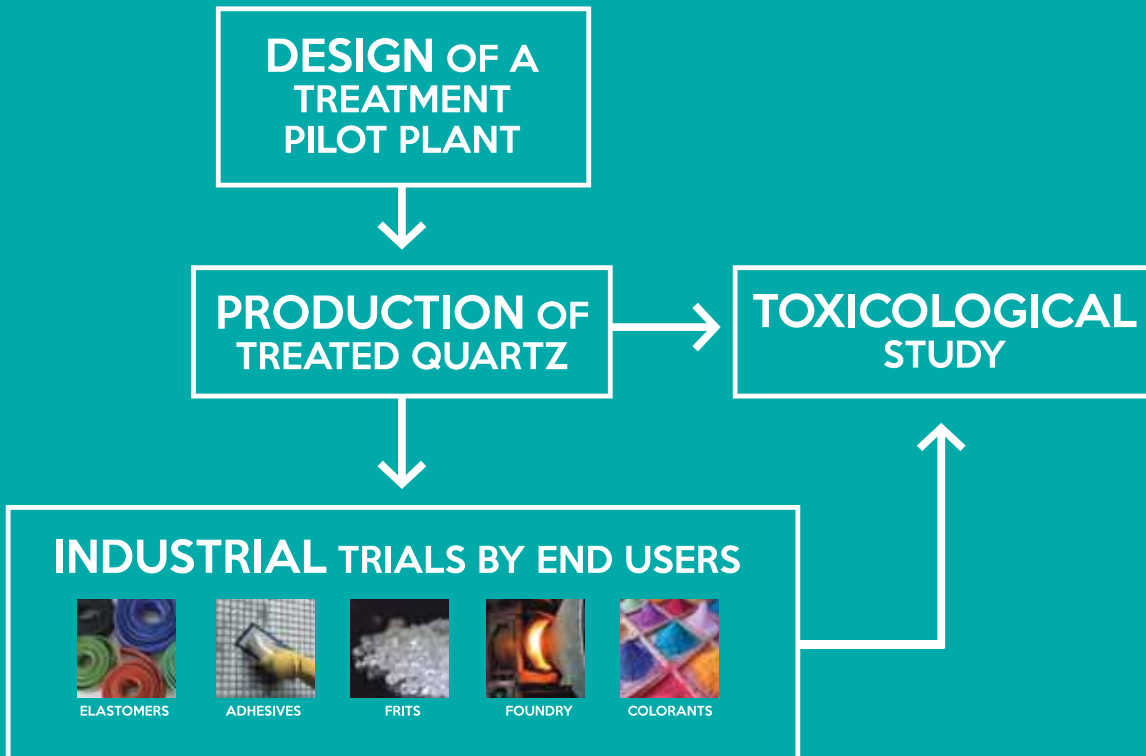 DESIGN OF A
TREATMENT
PILOT PLANT
PRODUCTION OF
TREATED QUARTZ
TOXICOLOGICAL
STUDY
INDUSTRIAL TRIALS BY END USERS
ELASTOMERS
ADHESIVES
FRITS
FOUNDRY
COLORANTS